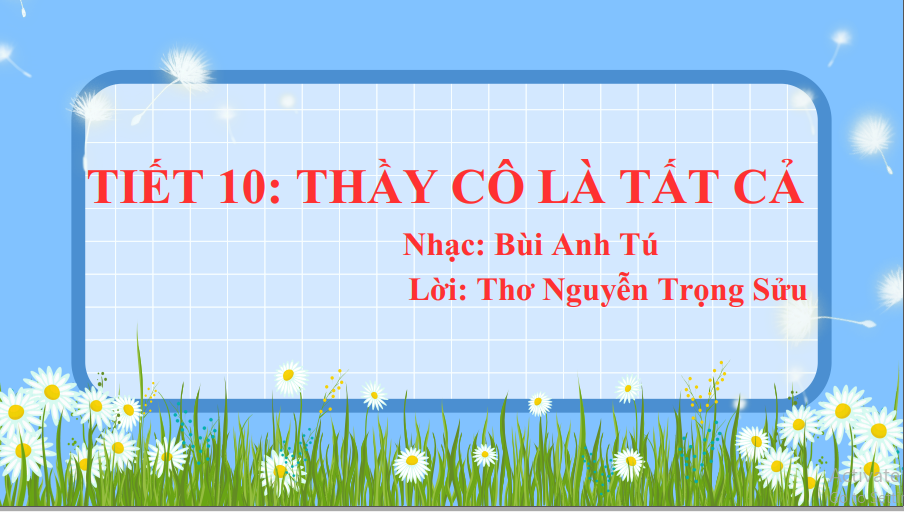 TIẾT 10: THẦY CÔ LÀ TẤT CẢ
Nhạc: Bùi Anh Tú
Lời: Thơ Nguyễn Trọng Sửu